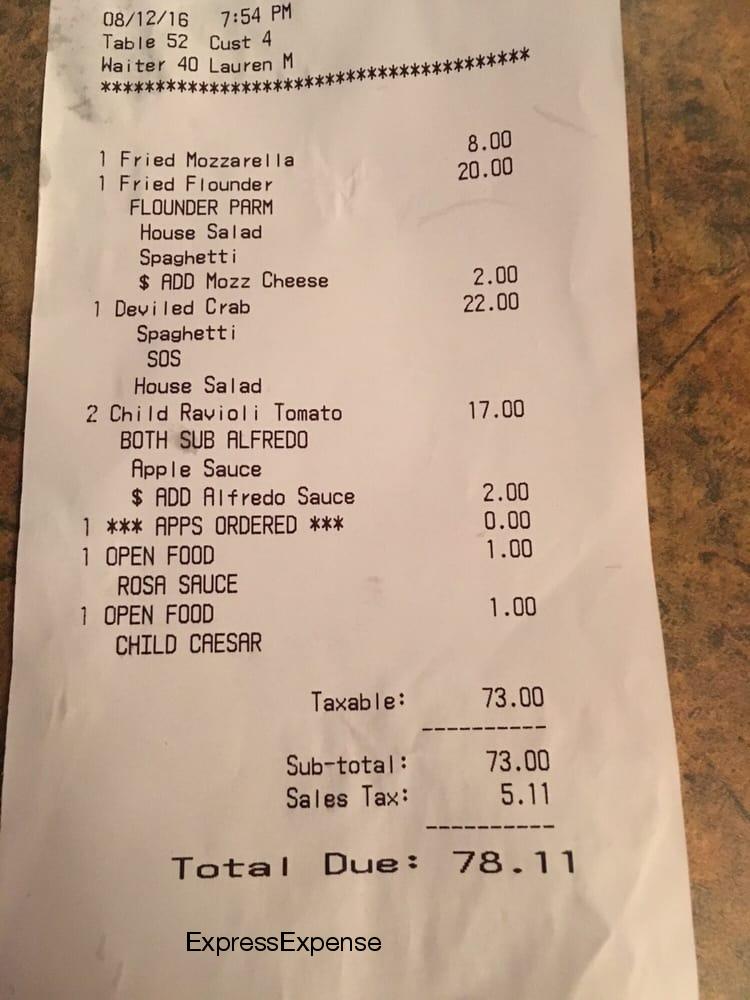 08/12/16 7:54 PM
Table 52 Cust 4
Waiter 40 Lauren M
****************************************
1 Fried Mozzarella 8.00
1 Fried Flounder 20.00
FLOUNDER PARM
House Salad
Spaghetti
$ ADD Mozz Cheese 2.00
1 Deviled Crab 22.00
Spaghetti
SOS
House Salad
2 Child Ravioli Tomato 17.00
BOTH SUB ALFREDO
Apple Sauce
$ ADD Alfredo Sauce 2.00
1 *** APPS ORDERED *** 0.00
1 OPEN FOOD 1.00
ROSA SAUCE
1 OPEN FOOD 1.00
CHILD CAESAR
Taxable: 73.00
----------
Sub-total: 73.00
Sales Tax: 5.11
----------
Total Due: 78.11
ExpressExpense